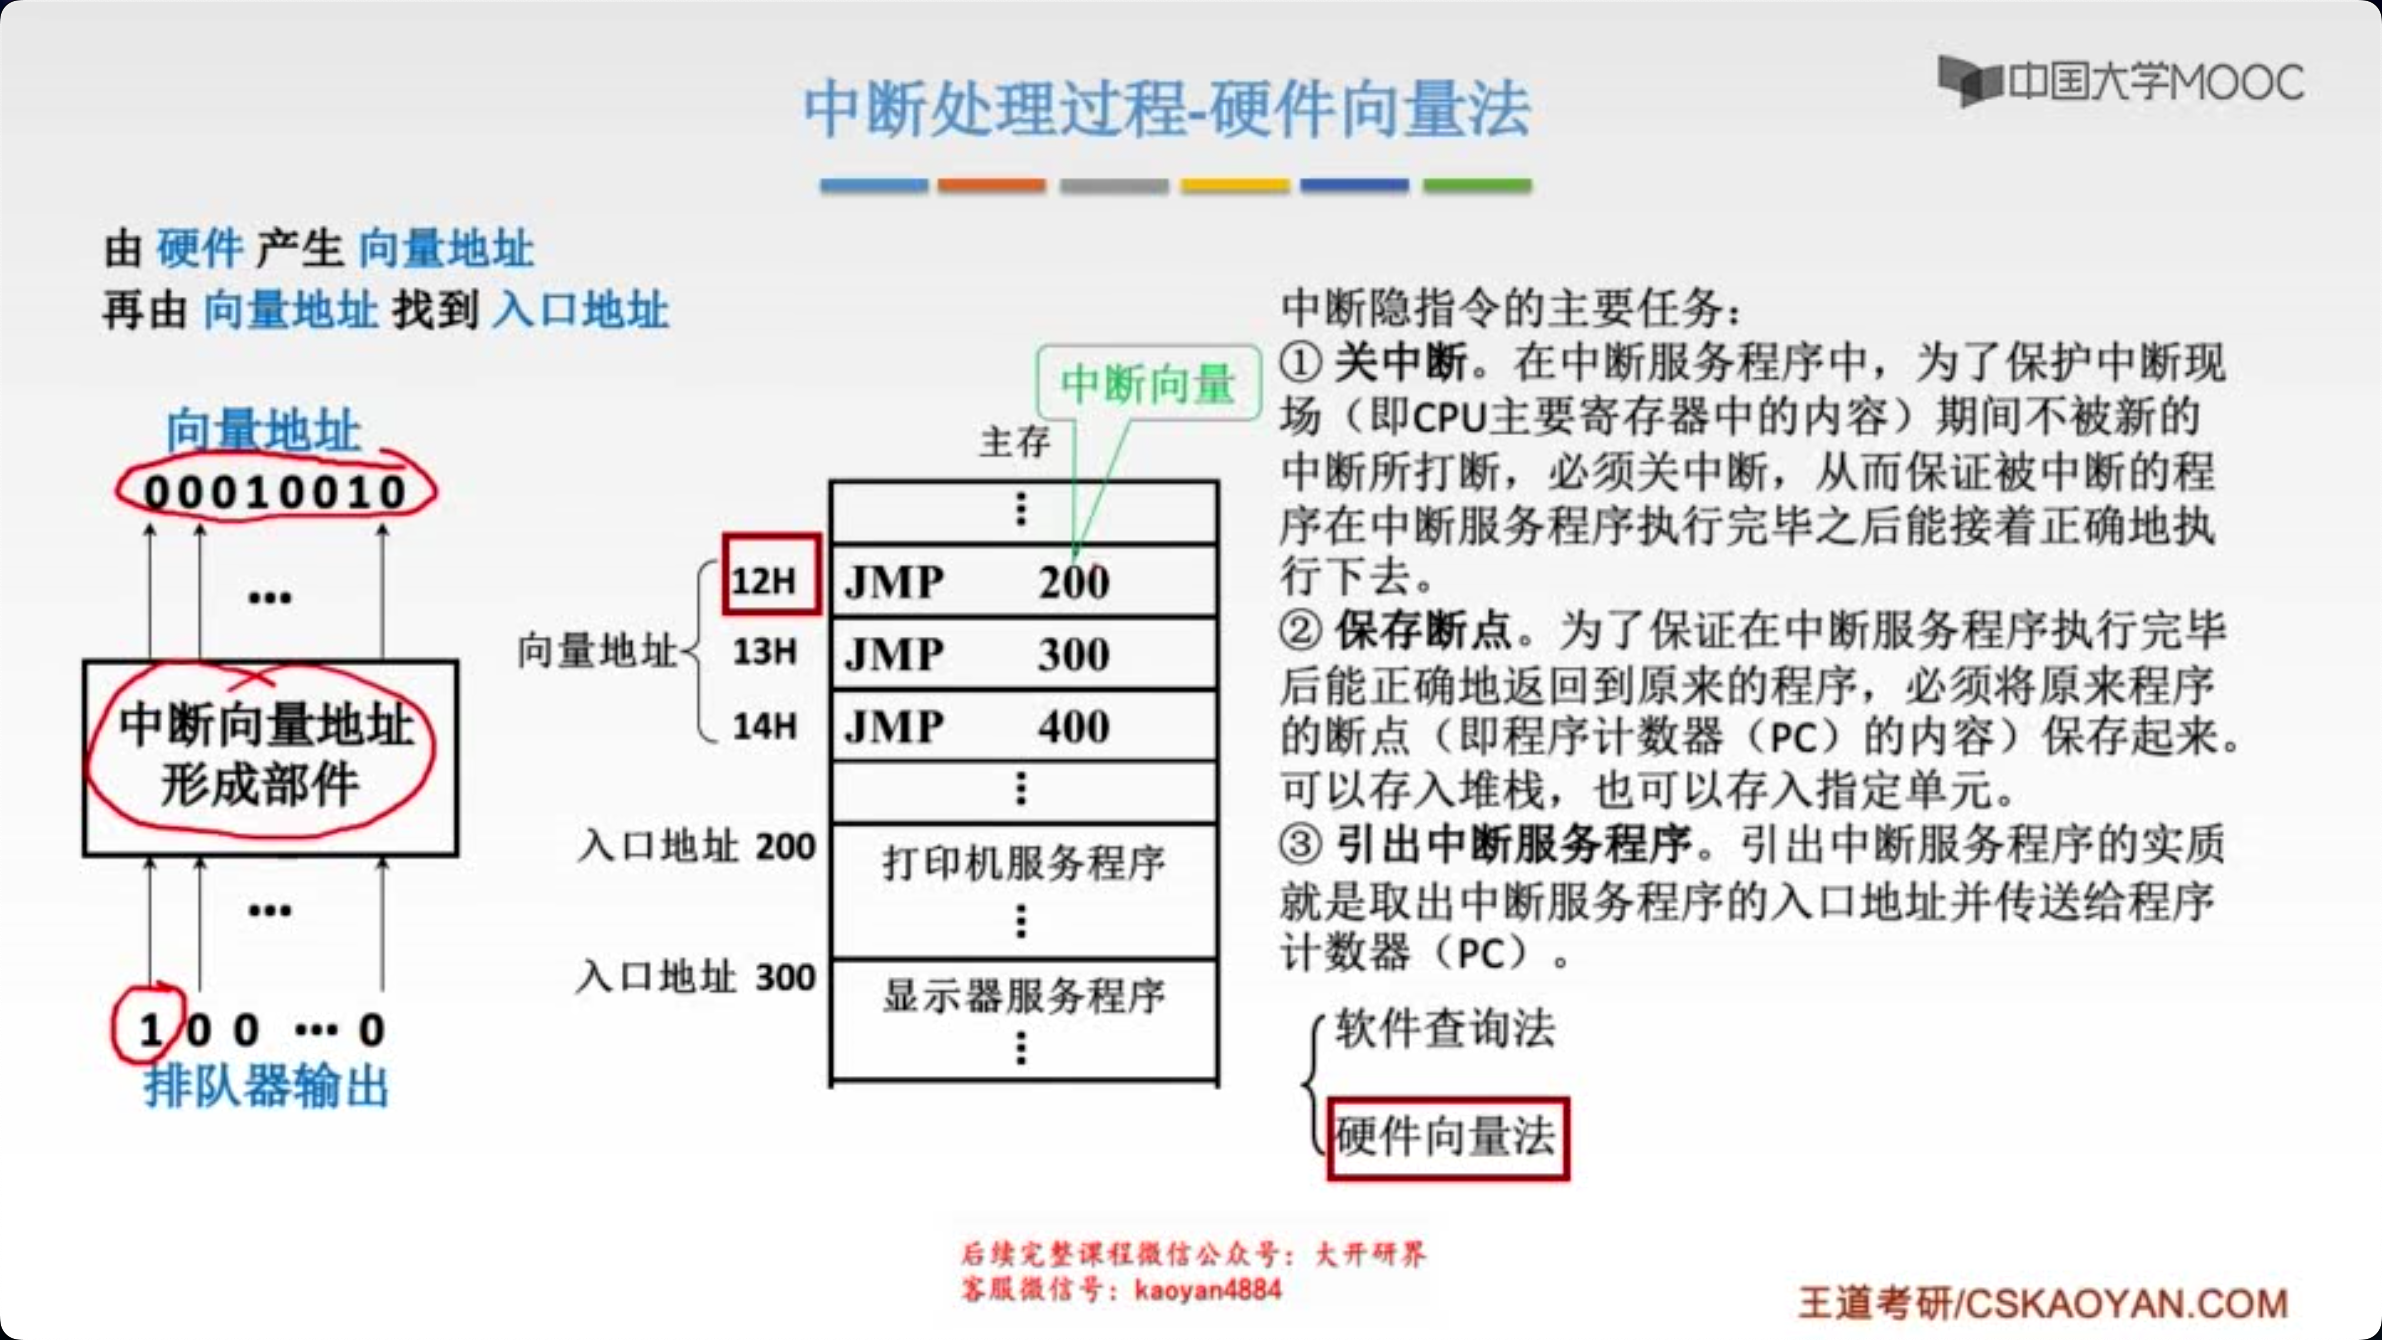 中国大学MOOC
中断处理过程-硬件向量法
由 硬件 产生 向量地址
再由 向量地址 找到 入口地址
向量地址
00010010
...
中断向量地址
形成部件
...
1 0 0 ... 0
排队器输出
中断向量
主存
向量地址
12H JMP 200
13H JMP 300
14H JMP 400
入口地址 200 打印机服务程序
入口地址 300 显示器服务程序
中断隐指令的主要任务：
① 关中断。在中断服务程序中，为了保护中断现
场（即CPU主要寄存器中的内容）期间不被新的
中断所打断，必须关中断，从而保证被中断的程
序在中断服务程序执行完毕之后能接着正确地执
行下去。
② 保存断点。为了保证在中断服务程序执行完毕
后能正确地返回到原来的程序，必须将原来程序
的断点（即程序计数器（PC）的内容）保存起来。
可以存入堆栈，也可以存入指定单元。
③ 引出中断服务程序。引出中断服务程序的实质
就是取出中断服务程序的入口地址并传送给程序
计数器（PC）。
软件查询法
硬件向量法
后续完整课程微信公众号：大开研界
客服微信号：kaoyan4884
王道考研/CSKAOYAN.COM